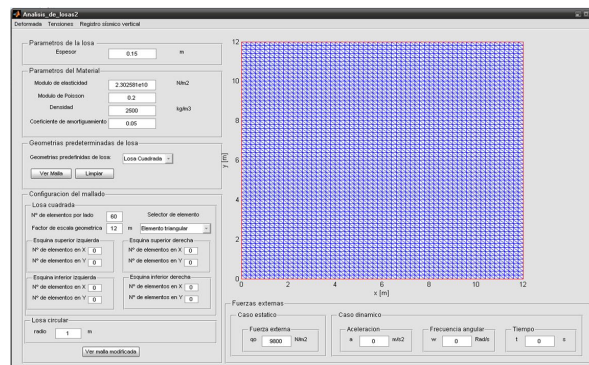 Analisis_de_losas2
Deformada Tensiones Registro sísmico vertical
Parametros de la losa
Espesor 0.15 m
Parametros del Material
Modulo de elasticidad 2.302581e10 N/m2
Modulo de Poisson 0.2
Densidad 2500 kg/m3
Coeficiente de amortiguamiento 0.05
Geometrias predeterminadas de losa
Geometrias predefinidas de losa Losa Cuadrada
Ver Malla Limpiar
Configuracion del mallado
Losa cuadrada
Nº de elementos por lado 60 Selector de elemento
Factor de escala geometrica 12 m Elemento triangular
Esquina superior izquierda Esquina superior derecha
Nº de elementos en X 0 Nº de elementos en X 0
Nº de elementos en Y 0 Nº de elementos en Y 0
Esquina inferior izquierda Esquina inferior derecha
Nº de elementos en X 0 Nº de elementos en X 0
Nº de elementos en Y 0 Nº de elementos en Y 0
Losa circular
radio 1 m
Ver malla modificada
12
10
8
6
4
2
0
y [m]
0 2 4 6 8 10 12
x [m]
Fuerzas externas
Caso estatico Caso dinamico
Fuerza externa Aceleracion Frecuencia angular Tiempo
qo 9800 N/m2 a 0 m/s2 w 0 Rad/s t 0 s